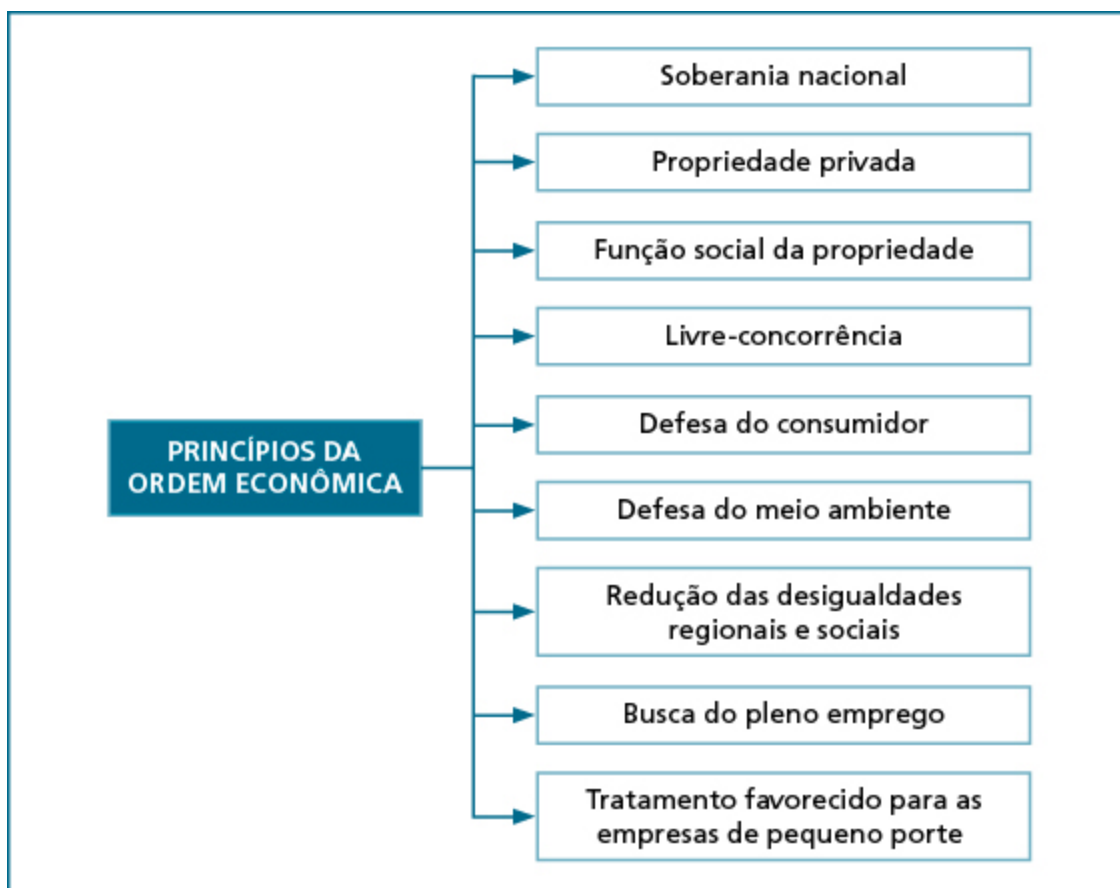 Soberania nacional
Propriedade privada
Função social da propriedade
Livre-concorrência
Defesa do consumidor
PRINCÍPIOS DA
ORDEM ECONÔMICA
Defesa do meio ambiente
Redução das desigualdades
regionais e sociais
Busca do pleno emprego
Tratamento favorecido para as
empresas de pequeno porte